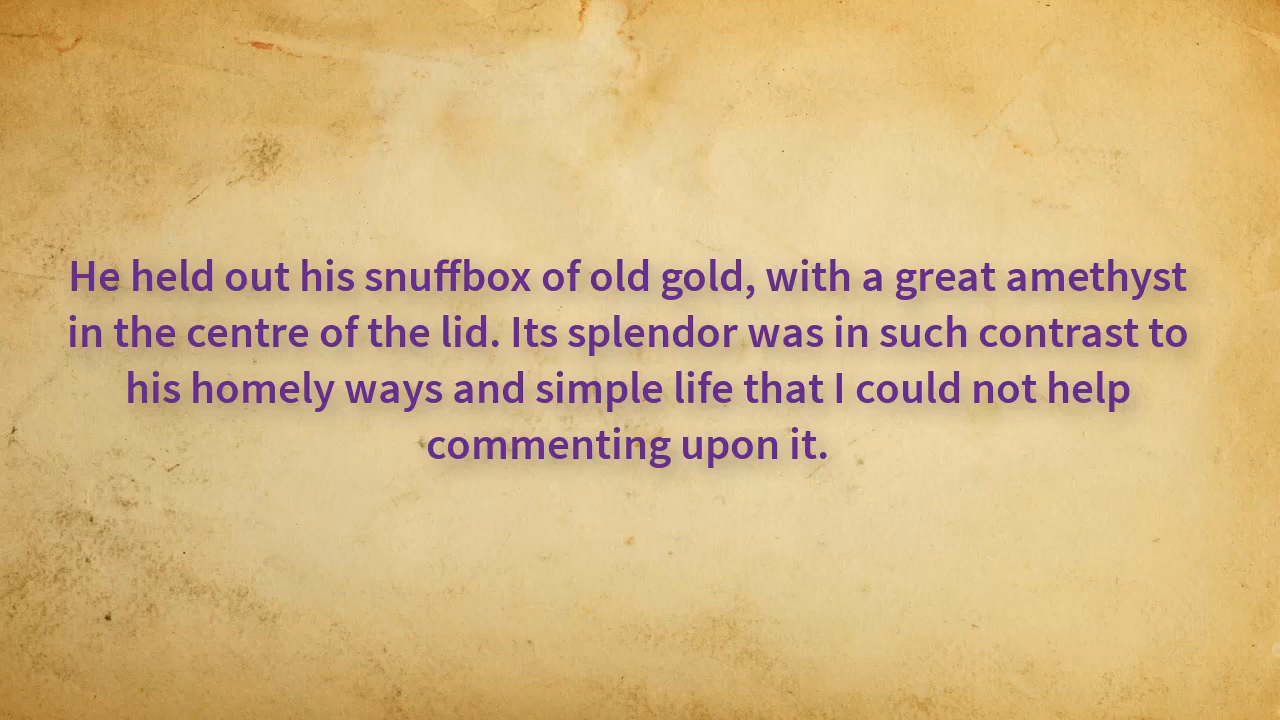 He held out his snuffbox of old gold, with a great amethyst
in the centre of the lid. Its splendor was in such contrast to
his homely ways and simple life that I could not help
commenting upon it.